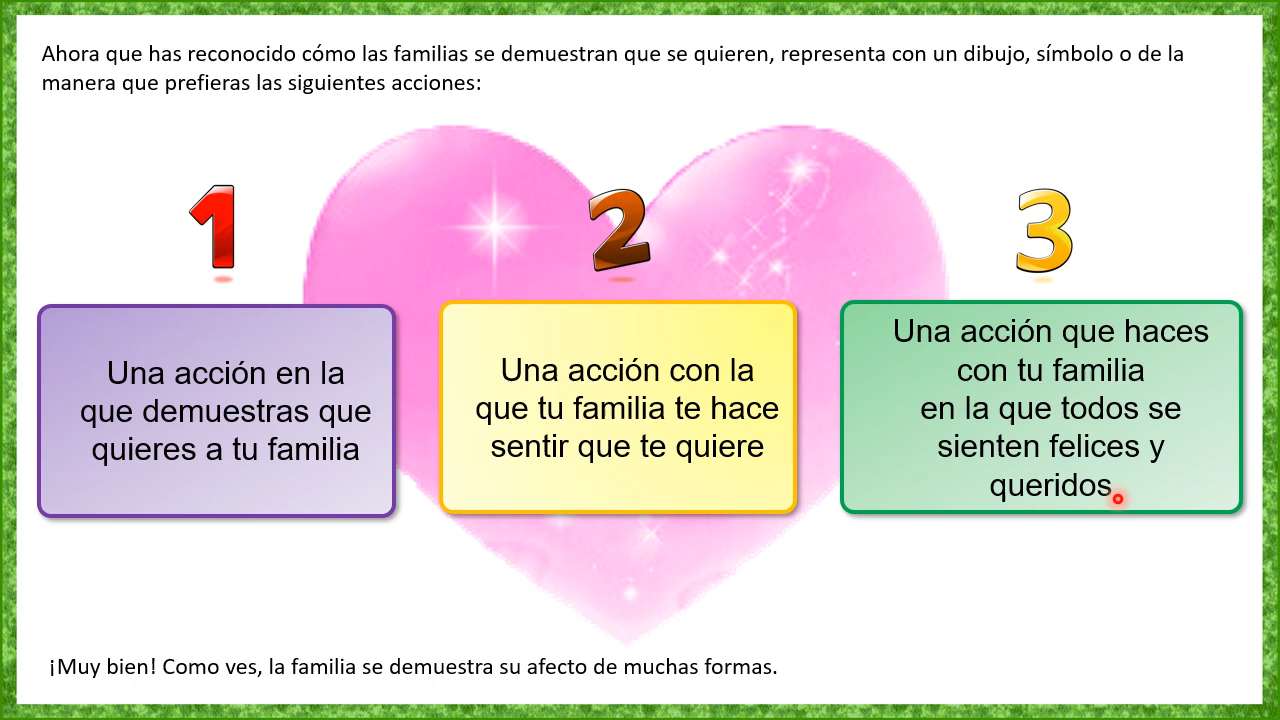 Ahora que has reconocido cómo las familias se demuestran que se quieren, representa con un dibujo, símbolo o de la
manera que prefieras las siguientes acciones:
1
2
3
Una acción en la
que demuestras que
quieres a tu familia
Una acción con la
que tu familia te hace
sentir que te quiere
Una acción que haces
con tu familia
en la que todos se
sienten felices y
queridos.
¡Muy bien! Como ves, la familia se demuestra su afecto de muchas formas.